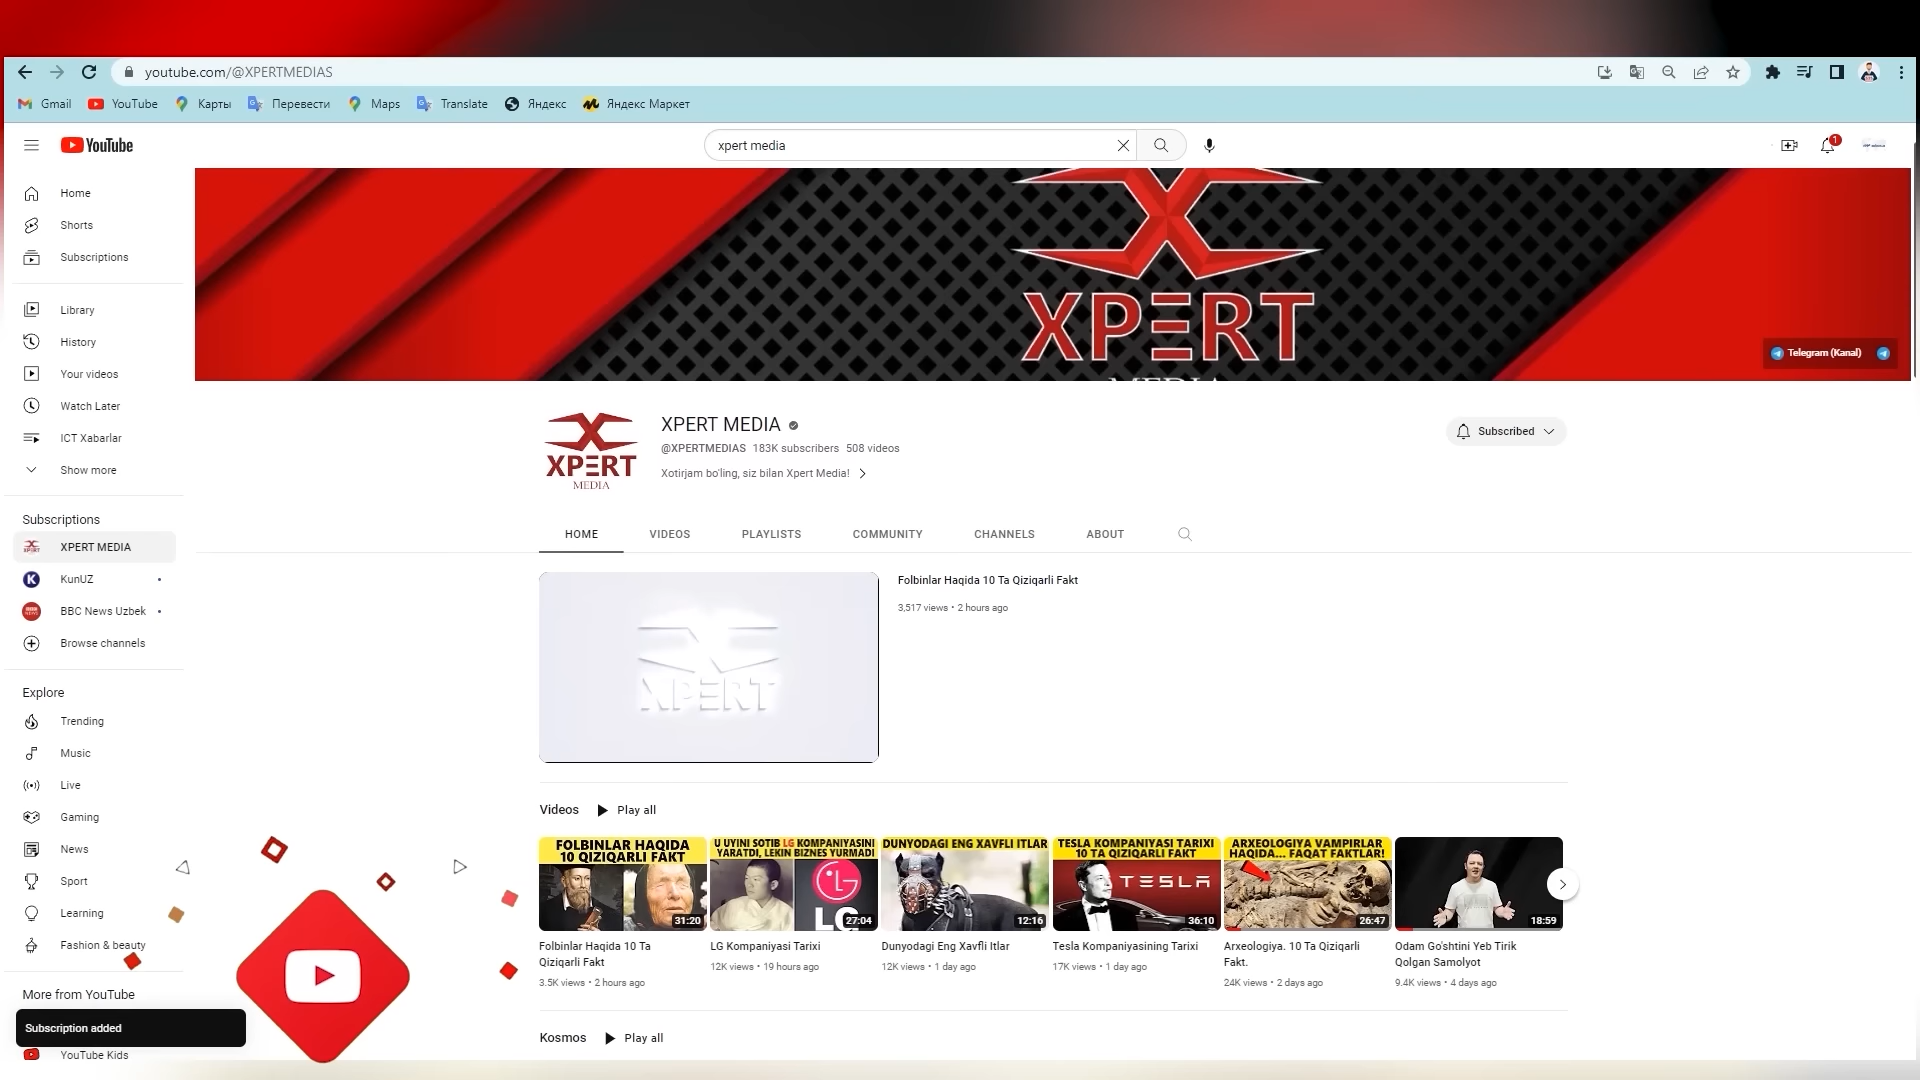 youtube.com/@XPERTMEDIAS
Gmail
YouTube
Карты
Перевести
Maps
Translate
Яндекс
Яндекс Маркет
YouTube
xpert media
1
Home
Shorts
Subscriptions
Library
History
Your videos
Watch Later
ICT Xabarlar
Show more
Subscriptions
XPERT MEDIA
KunUZ
BBC News Uzbek
Browse channels
Explore
Trending
Music
Live
Gaming
News
Sport
Learning
Fashion & beauty
More from YouTube
Subscription added
YouTube Kids
XPERT
MEDIA
Telegram (Kanal)
XPERT
MEDIA
XPERT MEDIA
@XPERTMEDIAS 183K subscribers 508 videos
Xotirjam bo'ling, siz bilan Xpert Media!
Subscribed
HOME
VIDEOS
PLAYLISTS
COMMUNITY
CHANNELS
ABOUT
XPERT
Folbinlar Haqida 10 Ta Qiziqarli Fakt
3,517 views • 2 hours ago
Videos
Play all
FOLBINLAR HAQIDA
10 QIZIQARLI FAKT
31:20
Folbinlar Haqida 10 Ta
Qiziqarli Fakt
3.5K views • 2 hours ago
U UYINI SOTIB LG KOMPANIYASINI
YARATDI, LEKIN BIZNES YURMADI
LG
LG
27:04
LG Kompaniyasi Tarixi
12K views • 19 hours ago
DUNYODAGI ENG XAVFLI ITLAR
12:16
Dunyodagi Eng Xavfli Itlar
12K views • 1 day ago
TESLA KOMPANIYASI TARIXI
10 TA QIZIQARLI FAKT
TESLA
36:10
Tesla Kompaniyasining Tarixi
17K views • 1 day ago
ARXEOLOGIYA VAMPIRLAR
HAQIDA... FAQAT FAKTLAR!
26:47
Arxeologiya. 10 Ta Qiziqarli
Fakt.
24K views • 2 days ago
18:59
Odam Go'shtini Yeb Tirik
Qolgan Samolyot
9.4K views • 4 days ago
Kosmos
Play all